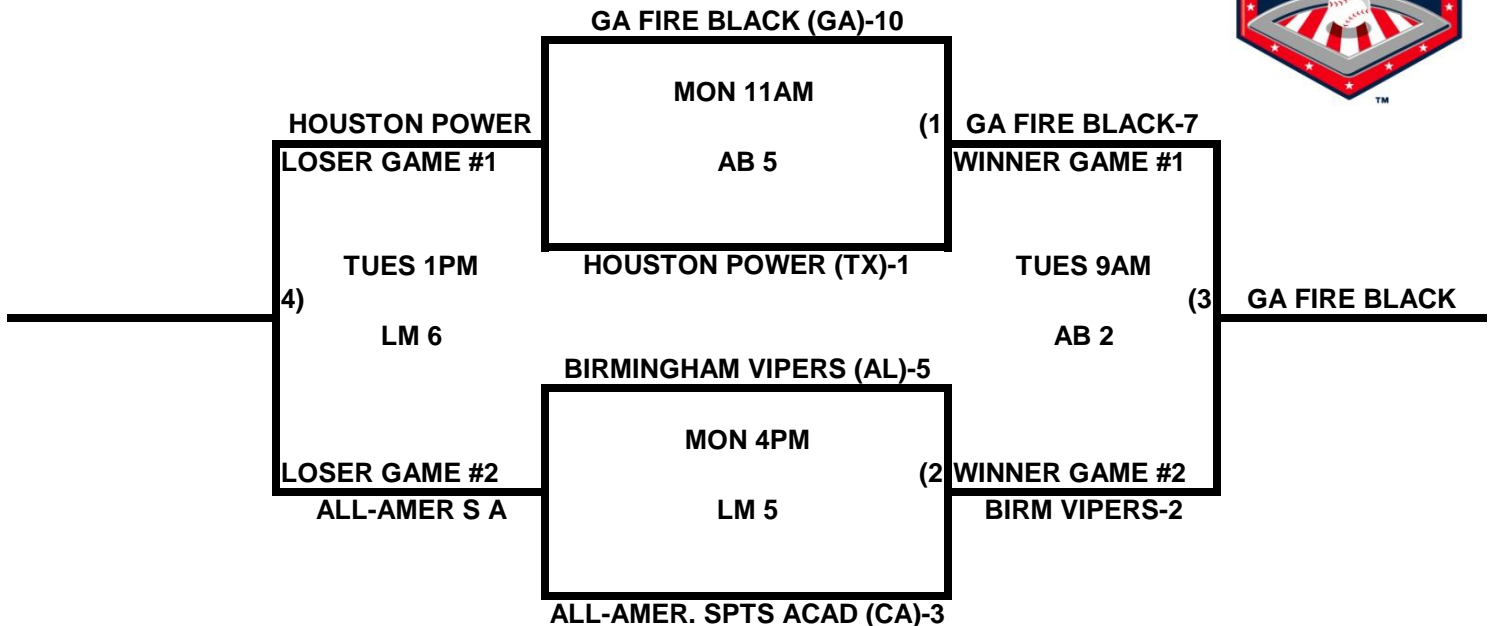 GA FIRE BLACK (GA)-10
MON 11AM
HOUSTON POWER
(1
GA FIRE BLACK-7
LOSER GAME #1
AB 5
WINNER GAME #1
TUES 1PM
HOUSTON POWER (TX)-1
TUES 9AM
4)
(3
GA FIRE BLACK
LM 6
AB 2
BIRMINGHAM VIPERS (AL)-5
MON 4PM
LOSER GAME #2
(2
WINNER GAME #2
ALL-AMER S A
LM 5
BIRM VIPERS-2
ALL-AMER. SPTS ACAD (CA)-3
TM